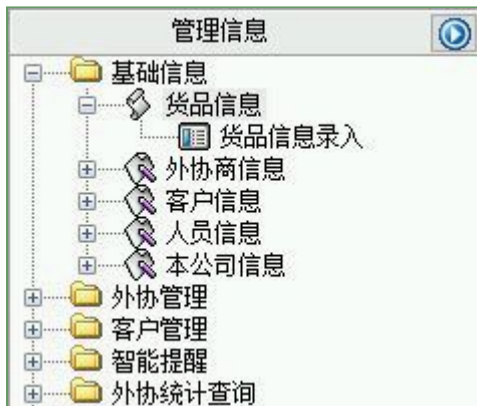 管理信息
基础信息
货品信息
货品信息录入
外协商信息
客户信息
人员信息
本公司信息
外协管理
客户管理
智能提醒
外协统计查询